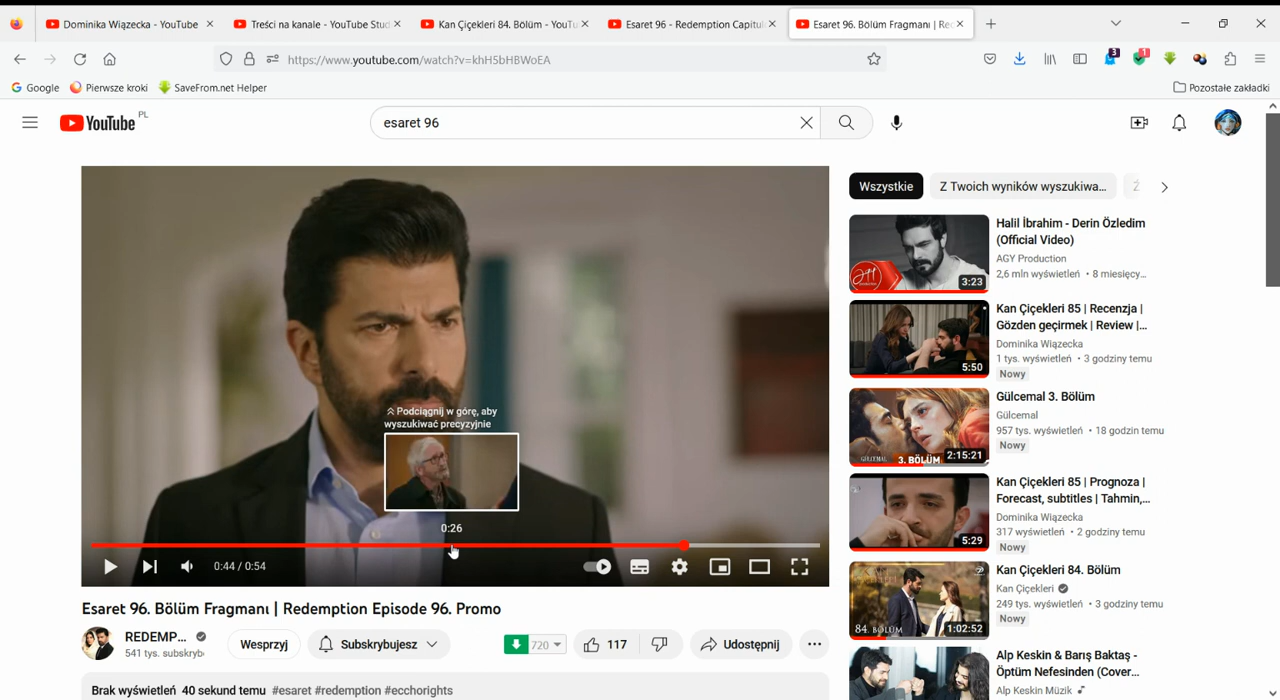 Dominika Wiązecka - YouTube
Treści na kanale - YouTube Stud
Kan Çiçekleri 84. Bölüm - YouTu
Esaret 96 - Redemption Capítul
Esaret 96. Bölüm Fragmanı | Re
https://www.youtube.com/watch?v=khH5bHBWoEA
3
1
Google
Pierwsze kroki
SaveFrom.net Helper
Pozostałe zakładki
YouTube PL
esaret 96
Wszystkie
Z Twoich wyników wyszukiwa...
Halil İbrahim - Derin Özledim
(Official Video)
AGY Production
2,6 mln wyświetleń • 8 miesięcy...
3:23
Kan Çiçekleri 85 | Recenzja |
Gözden geçirmek | Review |...
Dominika Wiązecka
1 tys. wyświetleń • 3 godziny temu
5:50
Nowy
Gülcemal 3. Bölüm
Gülcemal
957 tys. wyświetleń • 18 godzin temu
Nowy
3. BÖLÜM
2:15:21
Kan Çiçekleri 85 | Prognoza |
Forecast, subtitles | Tahmin,...
Dominika Wiązecka
317 wyświetleń • 2 godziny temu
5:29
Nowy
Kan Çiçekleri 84. Bölüm
Kan Çiçekleri
249 tys. wyświetleń • 3 godziny temu
Nowy
84. BÖLÜM
1:02:52
Alp Keskin & Barış Baktaş -
Öptüm Nefesinden (Cover...
Alp Keskin Müzik
Podciągnij w górę, aby
wyszukiwać precyzyjnie
0:26
0:44 / 0:54
Esaret 96. Bölüm Fragmanı | Redemption Episode 96. Promo
REDEMP...
541 tys. subskryb
Wesprzyj
Subskrybujesz
720
117
Udostępnij
Brak wyświetleń 40 sekund temu #esaret #redemption #ecchorights